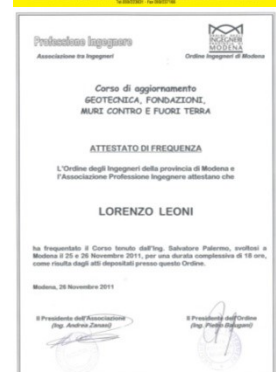 Professione Ingegnere
INGEGNERI
MODENA
Associazione tra Ingegneri
Ordine Ingegneri di Modena
Corso di aggiornamento
GEOTECNICA, FONDAZIONI,
MURI CONTRO E FUORI TERRA
ATTESTATO DI FREQUENZA
L'Ordine degli Ingegneri della provincia di Modena e
l'Associazione Professione Ingegnere attestano che
LORENZO LEONI
ha frequentato il Corso tenuto dall'Ing. Salvatore Palermo, svoltosi a
Modena il 25 e 26 Novembre 2011, per una durata complessiva di 18 ore,
come risulta dagli atti depositati presso questo Ordine.
Modena, 26 Novembre 2011
Il Presidente dell'Associazione
Il Presidente dell'Ordine
(Ing. Andrea Zanasi)
(Ing. Pietro Balugani)